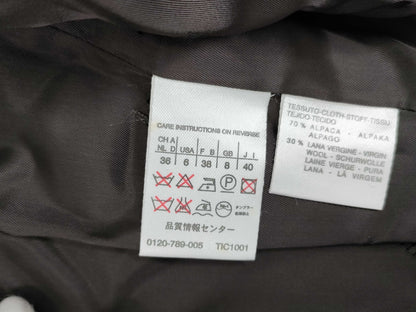 CARE INSTRUCTIONS ON REVERSE
CH A
NL D
USA
F B
GB
J I
36
6
38
8
40
品質情報センター
0120-789-005 TIC1001
TESSUTO-CLOTH-STOFF-TISSU
TEJIDO-TECIDO
70 % ALPACA - ALPAKA
ALPAGO
30 % LANA VERGINE-VIRGIN
WOOL - SCHURWOLLE
LAINE VIERGE - PURA
LANA - LÃ VIRGEM